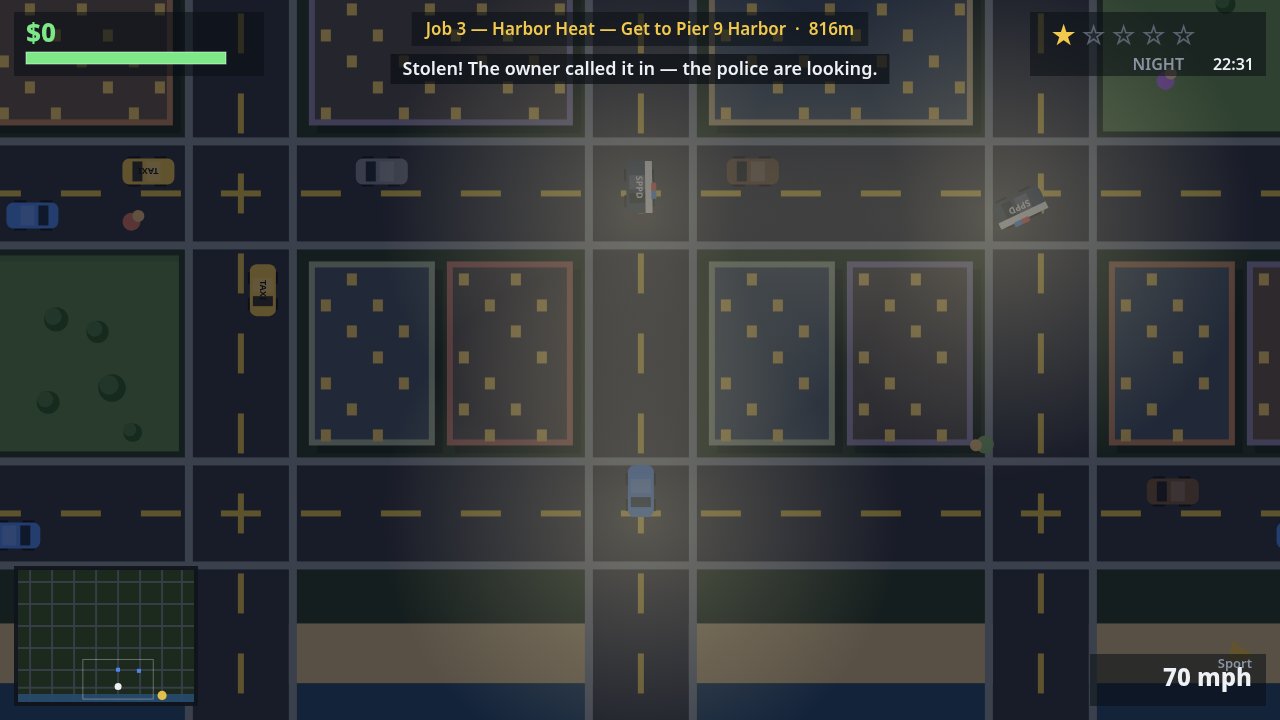 $0
Job 3 — Harbor Heat — Get to Pier 9 Harbor · 816m
Stolen! The owner called it in — the police are looking.
NIGHT 22:31
TAXI
SPPD
SPPD
TAXI
Sport
70 mph